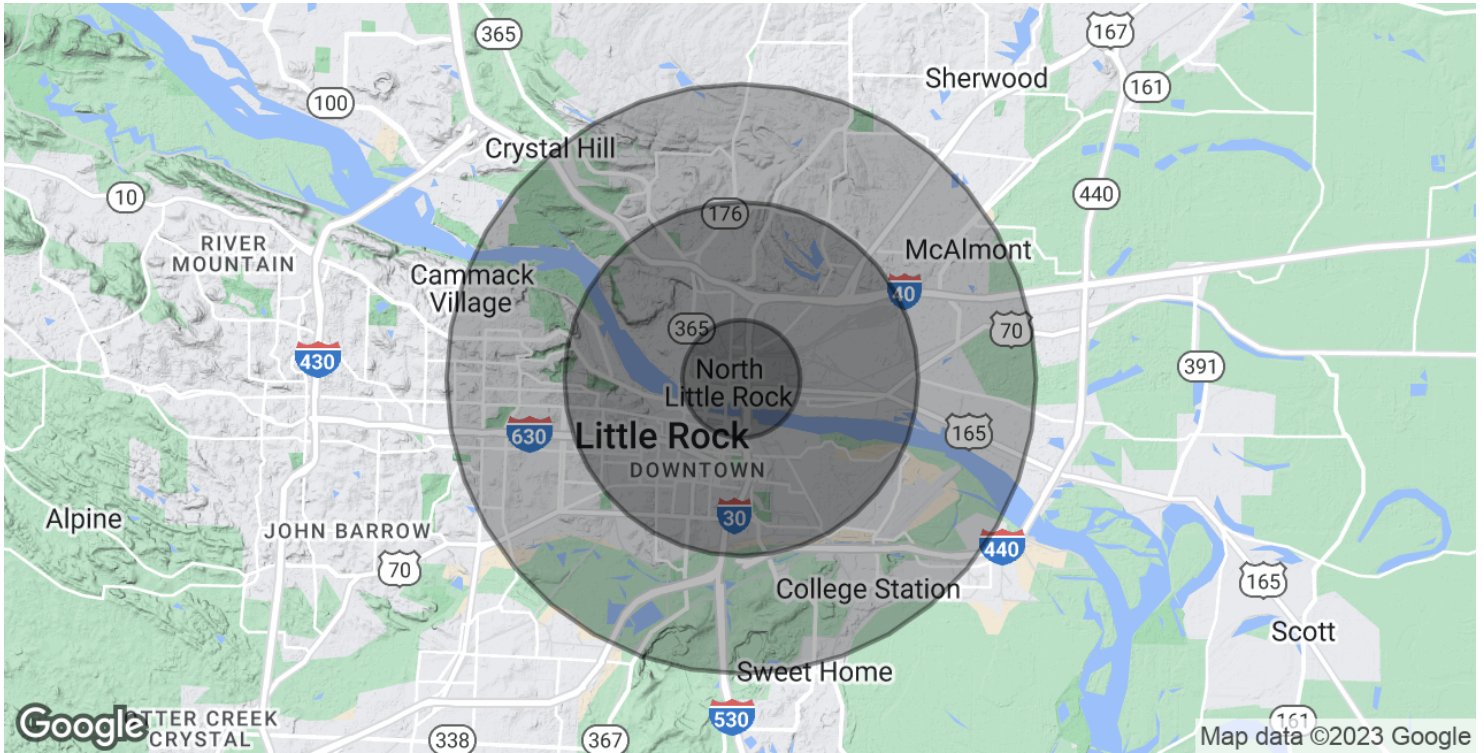 365
167
Sherwood
161
100
Crystal Hill
10
440
176
RIVER
MOUNTAIN
McAlmont
Cammack
Village
40
365
70
430
North
Little Rock
391
630
Little Rock
165
DOWNTOWN
Alpine
30
JOHN BARROW
440
70
College Station
165
Scott
Sweet Home
530
161
Google
OTTER CREEK
CRYSTAL
338
367
Map data ©2023 Google